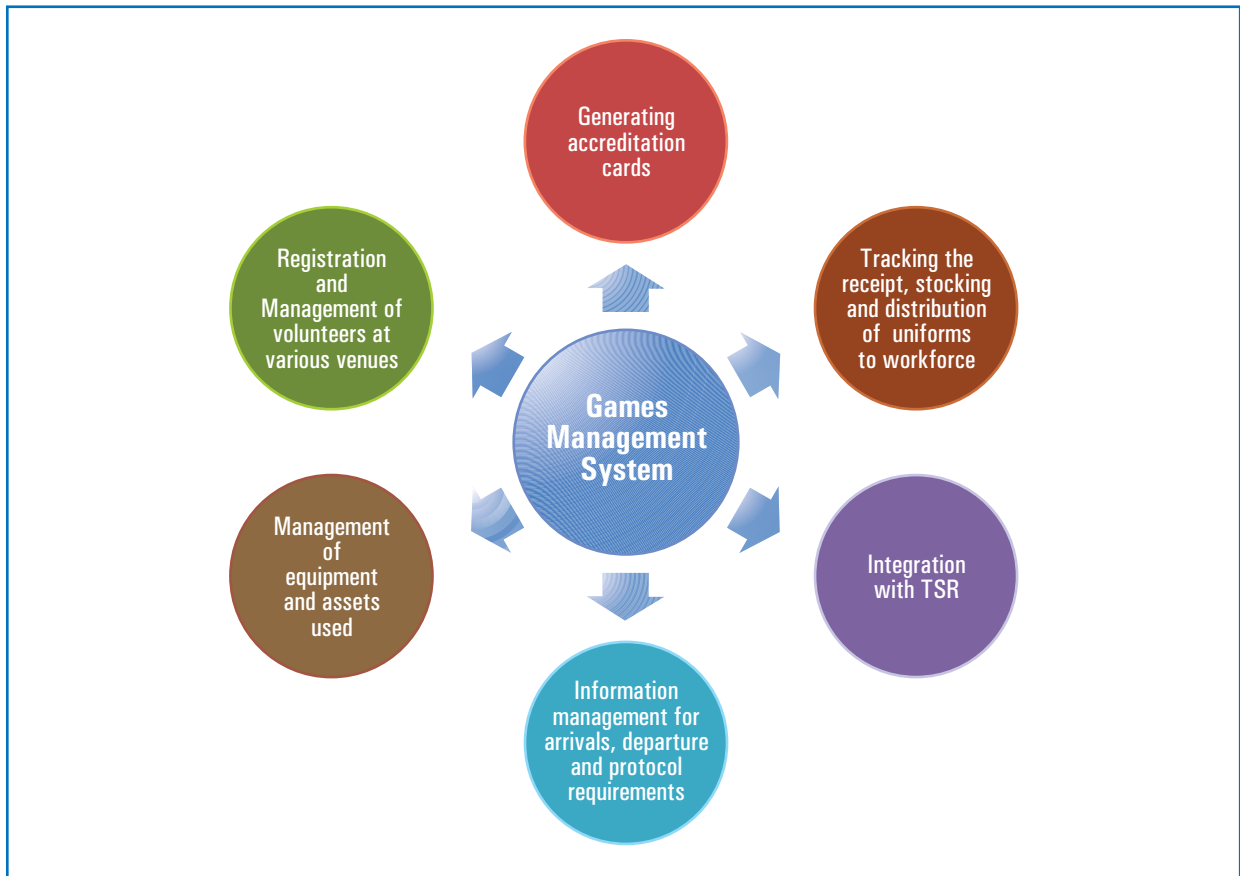 Generating
accreditation
cards
Registration
and
Management of
volunteers at
various venues
Tracking the
receipt, stocking
and distribution
of uniforms
to workforce
Games
Management
System
Management
of
equipment
and assets
used
Integration
with TSR
Information
management for
arrivals, departure
and protocol
requirements